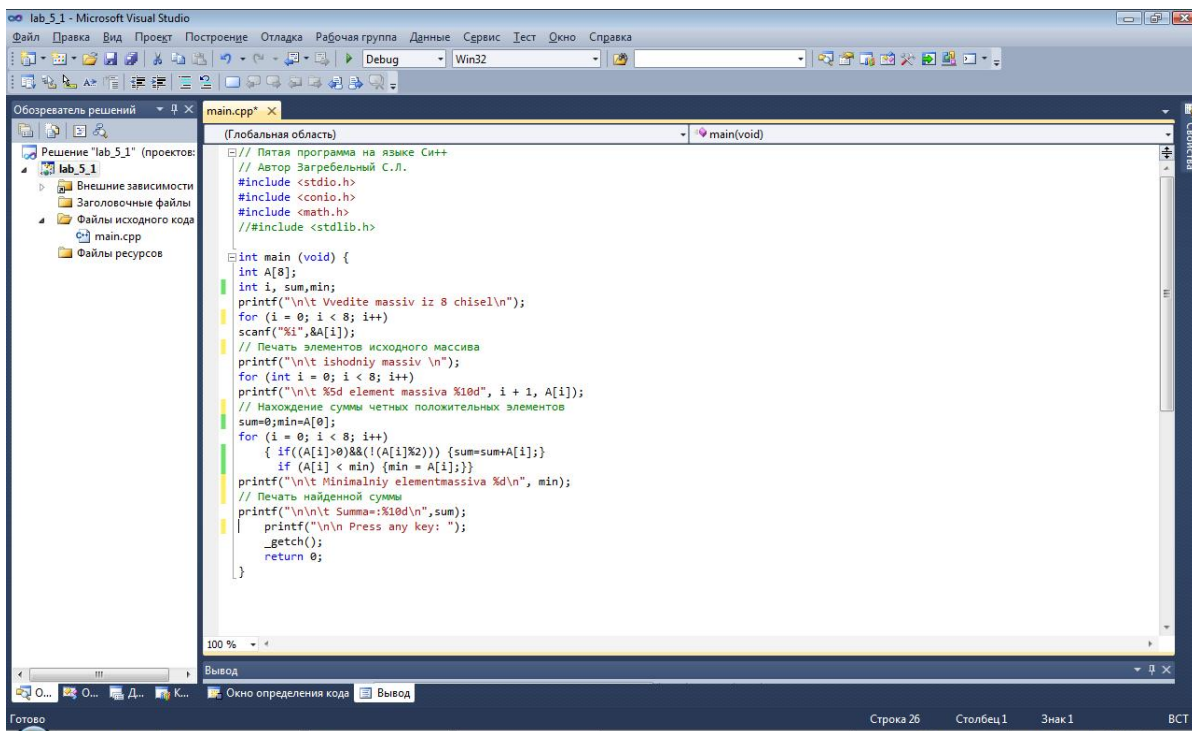 lab_5_1 - Microsoft Visual Studio
Файл Правка Вид Проект Построение Отладка Рабочая группа Данные Сервис Тест Окно Справка
Debug Win32
Обозреватель решений
main.cpp*
(Глобальная область) main(void)
Свойства
Решение "lab_5_1" (проектов:
lab_5_1
Внешние зависимости
Заголовочные файлы
Файлы исходного кода
main.cpp
Файлы ресурсов
// Пятая программа на языке Си++
// Автор Загребельный С.Л.
#include <stdio.h>
#include <conio.h>
#include <math.h>
//#include <stdlib.h>
int main (void) {
int A[8];
int i, sum,min;
printf("\n\t Vvedite massiv iz 8 chisel\n");
for (i = 0; i < 8; i++)
scanf("%i",&A[i]);
// Печать элементов исходного массива
printf("\n\t ishodniy massiv \n");
for (int i = 0; i < 8; i++)
printf("\n\t %5d element massiva %10d", i + 1, A[i]);
// Нахождение суммы четных положительных элементов
sum=0;min=A[0];
for (i = 0; i < 8; i++)
{ if((A[i]>0)&&(!(A[i]%2))) {sum=sum+A[i];}
if (A[i] < min) {min = A[i];}}
printf("\n\t Minimalniy elementmassiva %d\n", min);
// Печать найденной суммы
printf("\n\n\t Summa=:%10d\n",sum);
printf("\n\n Press any key: ");
_getch();
return 0;
}
100 %
Вывод
О... О... Д... К... Окно определения кода Вывод
Готово Строка 26 Столбец 1 Знак 1 ВСТ